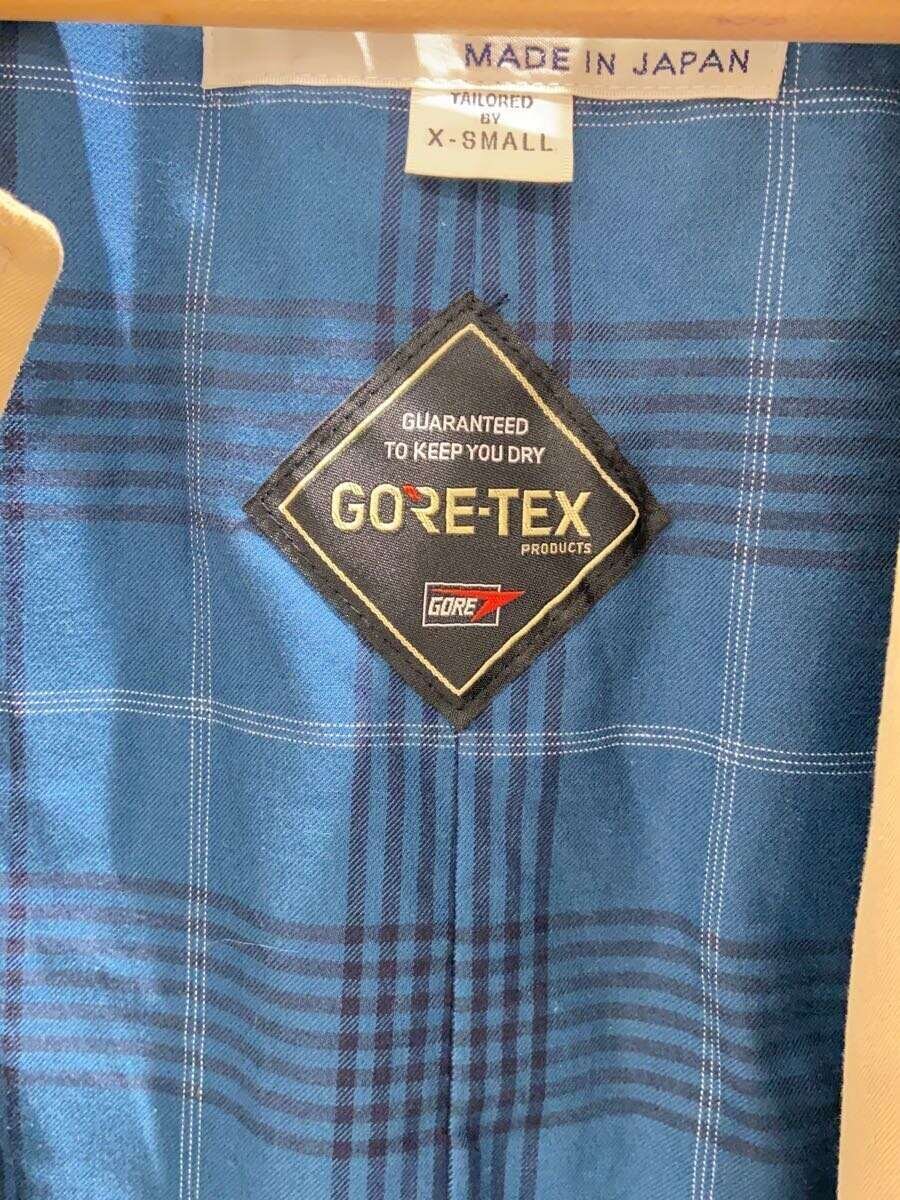 MADE IN JAPAN
TAILORED
BY
X-SMALL
GUARANTEED
TO KEEP YOU DRY
GORE-TEX
PRODUCTS
GORE